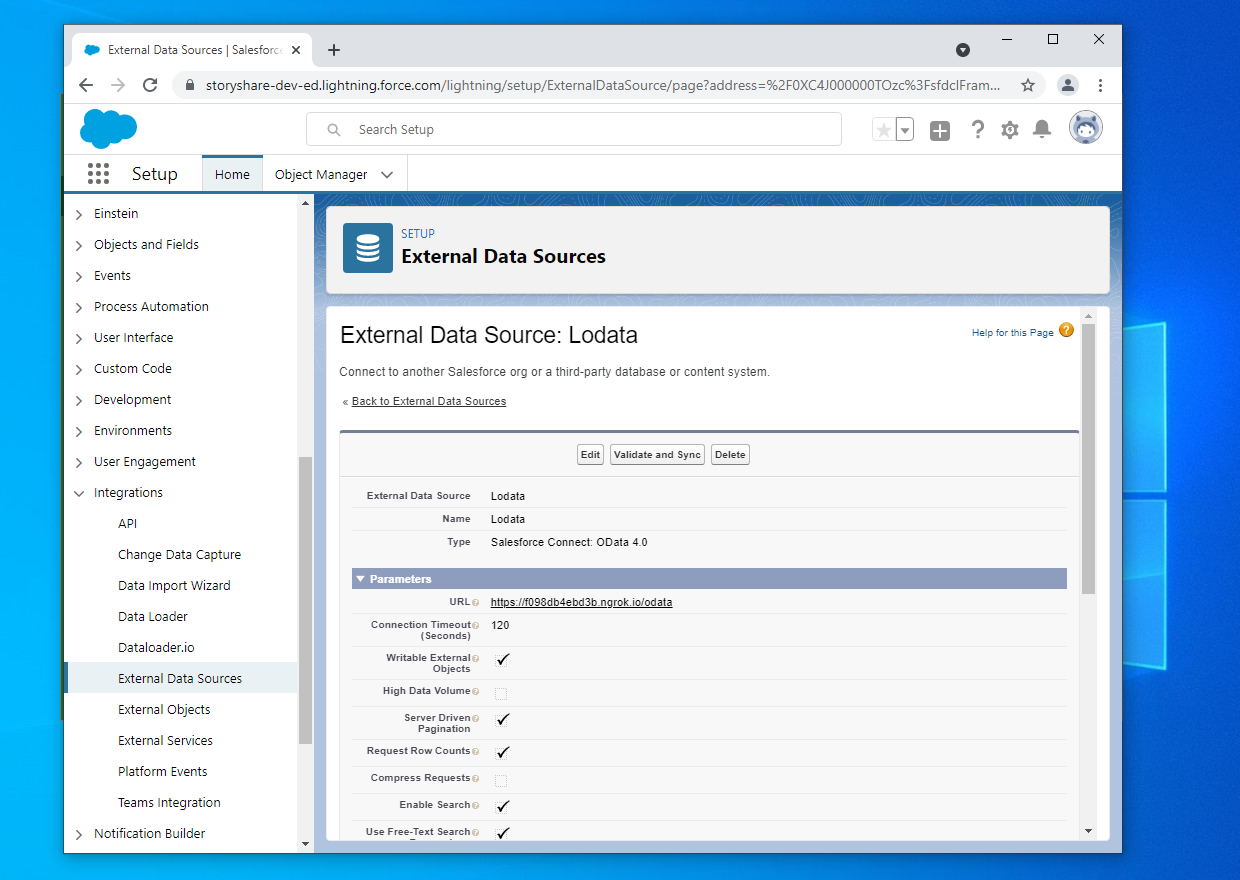 External Data Sources | Salesforc
storyshare-dev-ed.lightning.force.com/lightning/setup/ExternalDataSource/page?address=%2F0XC4J000000TOzc%3FsfdcIFram...
Search Setup
Setup
Home
Object Manager
Einstein
Objects and Fields
Events
Process Automation
User Interface
Custom Code
Development
Environments
User Engagement
Integrations
API
Change Data Capture
Data Import Wizard
Data Loader
Dataloader.io
External Data Sources
External Objects
External Services
Platform Events
Teams Integration
Notification Builder
SETUP
External Data Sources
External Data Source: Lodata
Help for this Page
Connect to another Salesforce org or a third-party database or content system.
« Back to External Data Sources
Edit
Validate and Sync
Delete
External Data Source Lodata
Name Lodata
Type Salesforce Connect: OData 4.0
Parameters
URL https://f098db4ebd3b.ngrok.io/odata
Connection Timeout 120
(Seconds)
Writable External
Objects
High Data Volume
Server Driven
Pagination
Request Row Counts
Compress Requests
Enable Search
Use Free-Text Search